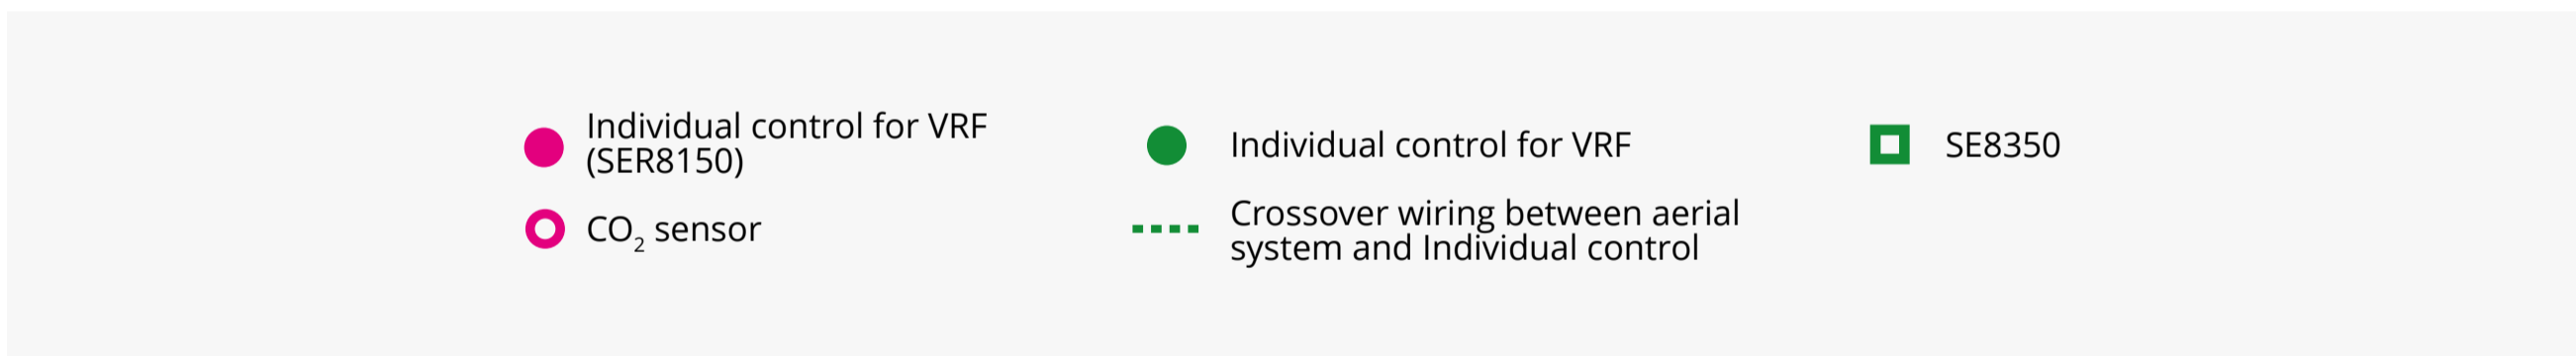 Individual control for VRF
(SER8150)
CO₂ sensor
Individual control for VRF
Crossover wiring between aerial
system and Individual control
SE8350